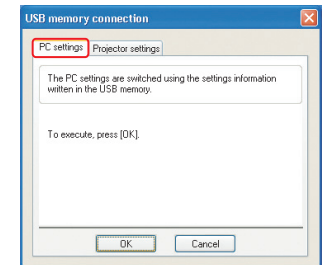 USB memory connection
PC settings Projector settings
The PC settings are switched using the settings information
written in the USB memory.
To execute, press [OK].
OK Cancel